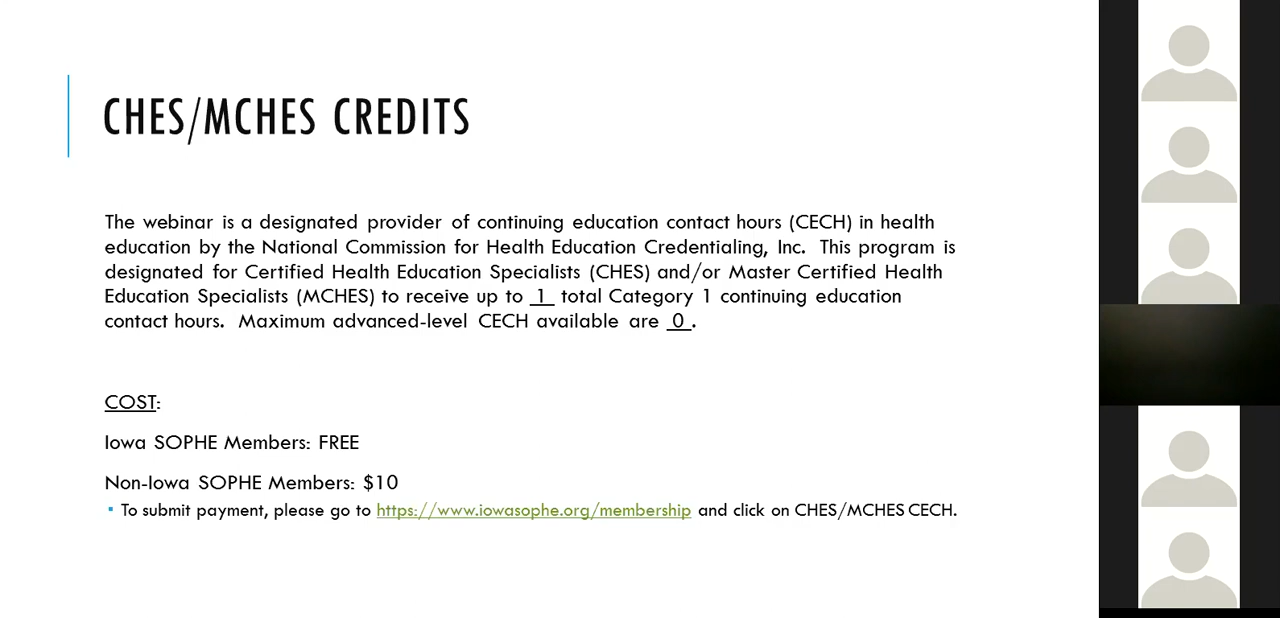 CHES/MCHES CREDITS
The webinar is a designated provider of continuing education contact hours (CECH) in health
education by the National Commission for Health Education Credentialing, Inc. This program is
designated for Certified Health Education Specialists (CHES) and/or Master Certified Health
Education Specialists (MCHES) to receive up to _1_ total Category 1 continuing education
contact hours. Maximum advanced-level CECH available are _0_.
COST:
Iowa SOPHE Members: FREE
Non-Iowa SOPHE Members: $10
▪ To submit payment, please go to https://www.iowasophe.org/membership and click on CHES/MCHES CECH.